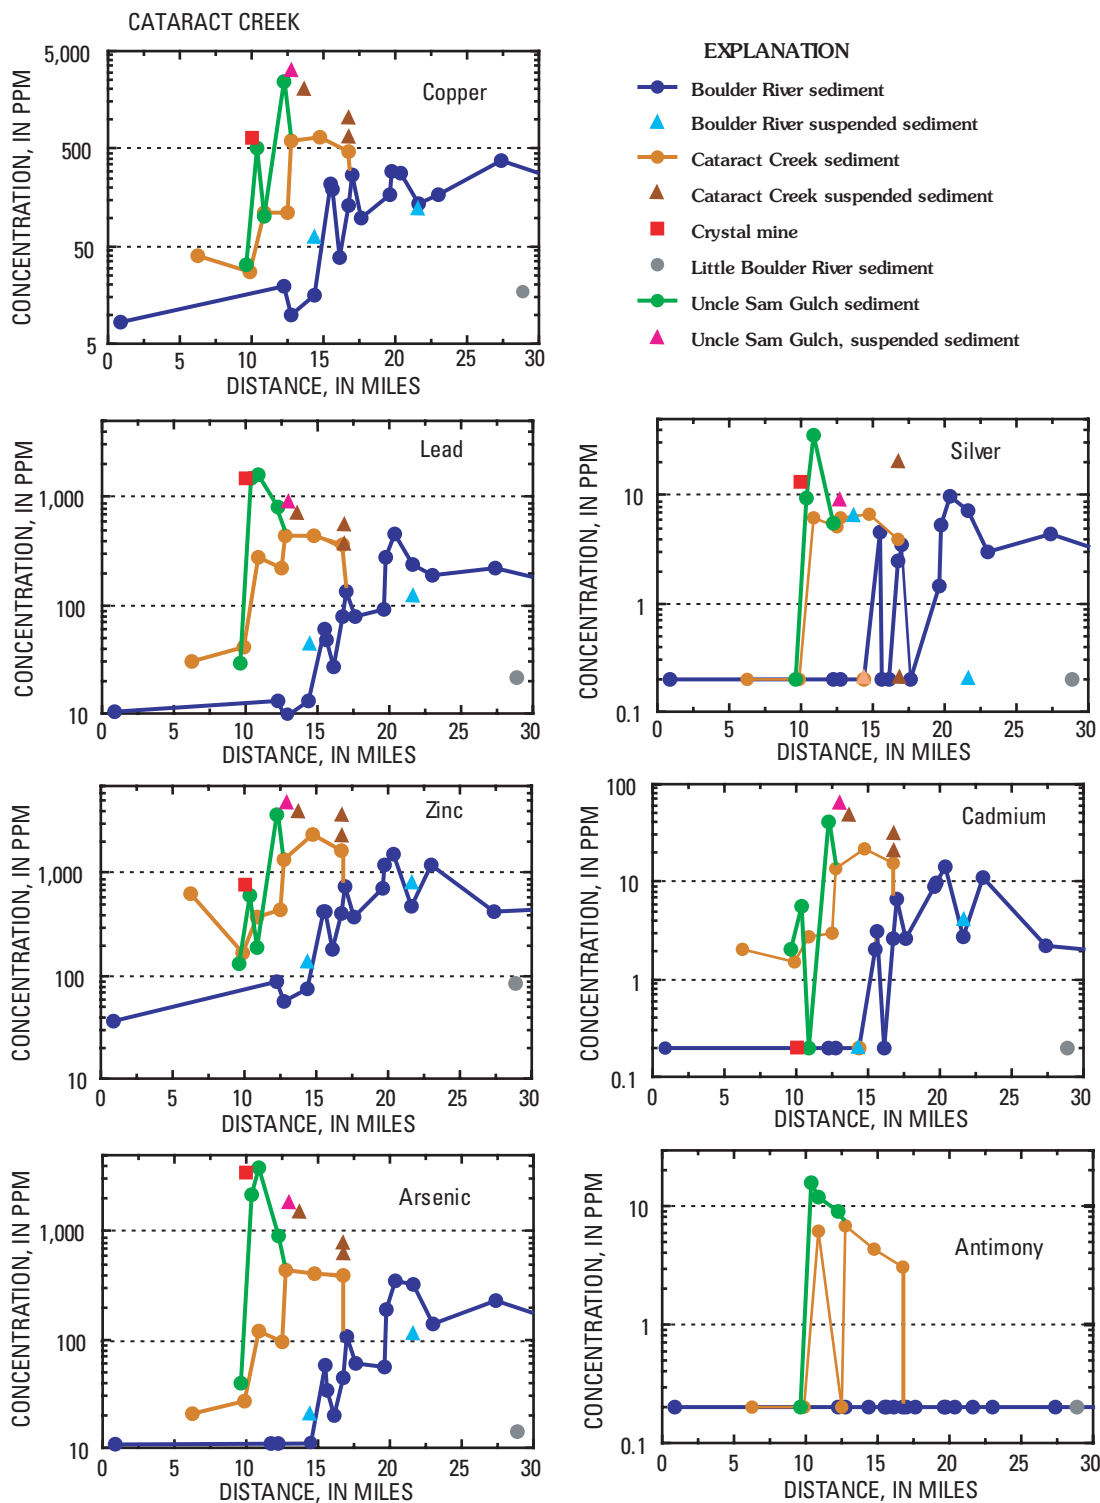 CATARACT CREEK
5,000
500
50
5
CONCENTRATION, IN PPM
Copper
0 5 10 15 20 25 30
DISTANCE, IN MILES
EXPLANATION
Boulder River sediment
Boulder River suspended sediment
Cataract Creek sediment
Cataract Creek suspended sediment
Crystal mine
Little Boulder River sediment
Uncle Sam Gulch sediment
Uncle Sam Gulch, suspended sediment
Lead
1,000
100
10
CONCENTRATION, IN PPM
0 5 10 15 20 25 30
DISTANCE, IN MILES
Silver
10
1
0.1
CONCENTRATION, IN PPM
0 5 10 15 20 25 30
DISTANCE, IN MILES
Zinc
1,000
100
10
CONCENTRATION, IN PPM
0 5 10 15 20 25 30
DISTANCE, IN MILES
Cadmium
100
10
1
0.1
CONCENTRATION, IN PPM
0 5 10 15 20 25 30
DISTANCE, IN MILES
Arsenic
1,000
100
10
CONCENTRATION, IN PPM
0 5 10 15 20 25 30
DISTANCE, IN MILES
Antimony
10
1
0.1
CONCENTRATION, IN PPM
0 5 10 15 20 25 30
DISTANCE, IN MILES